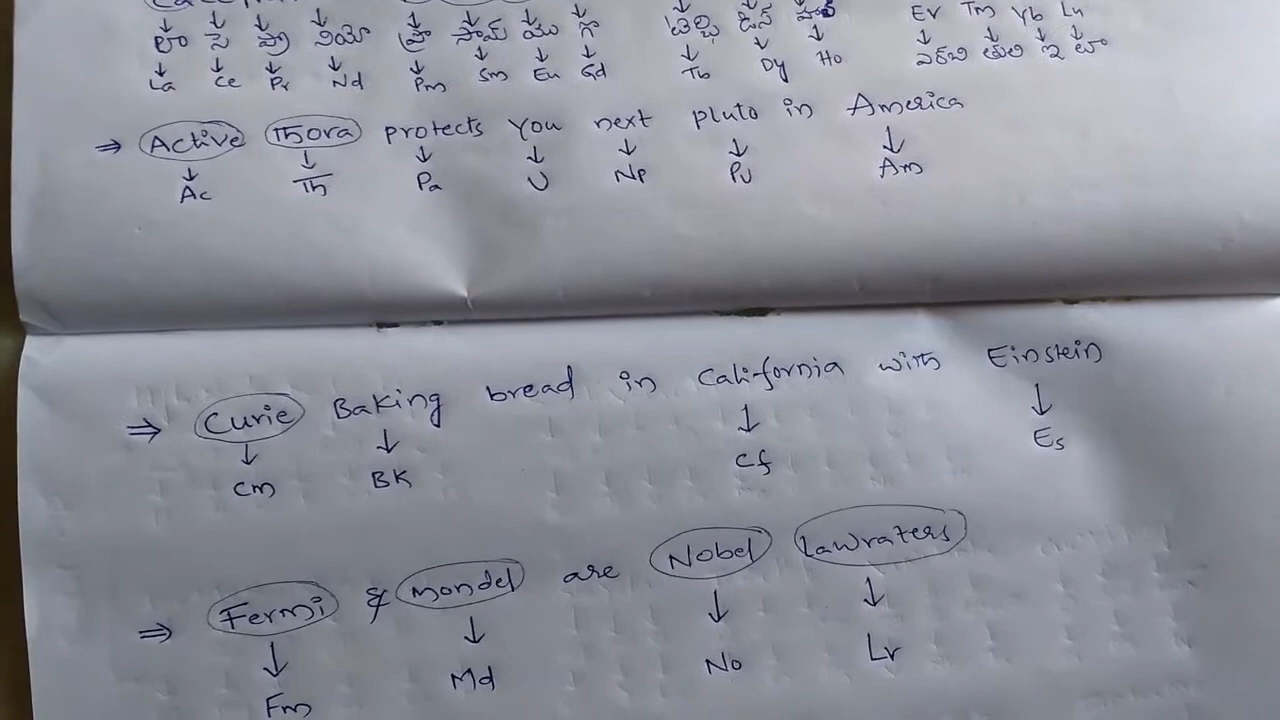 Er Tm Yb Lu
లా సె ప్రా
La Ce Pr Nd Pm Sm Eu Gd Tb Dy Ho
⇒ Active Thora protects you next pluto in America
Ac Th Pa U Np Pu Am
⇒ Curie Baking bread in California with Einstein
Cm BK Cf Es
⇒ Fermi & mondel are Nobel Lawraters
Fm Md No Lr